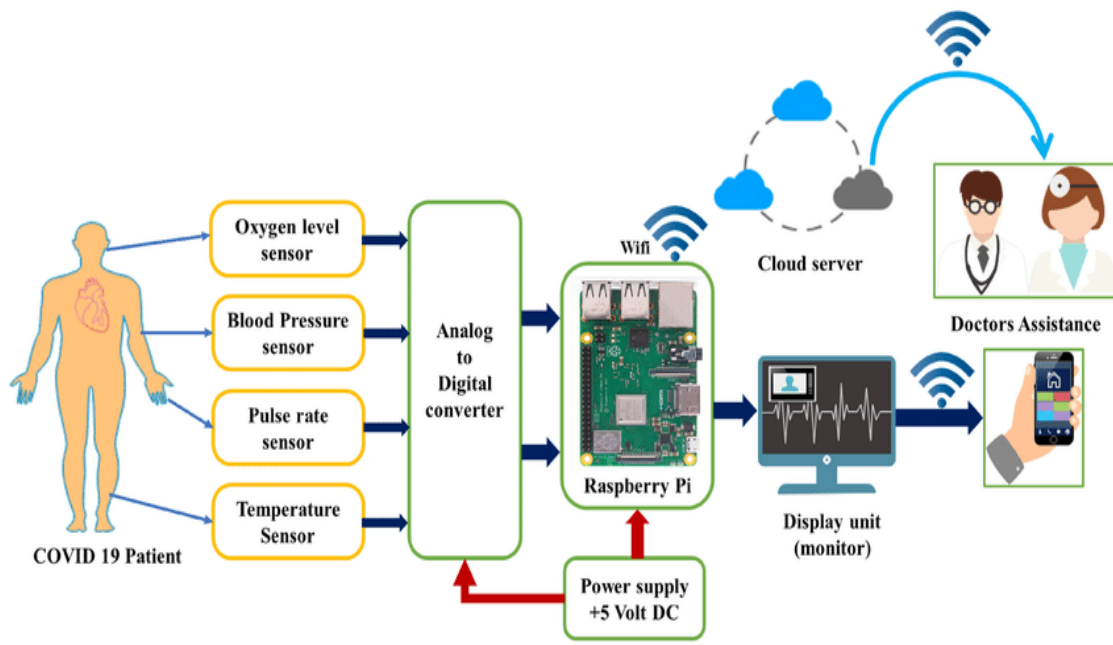 Oxygen level
sensor
Blood Pressure
sensor
Pulse rate
sensor
Temperature
Sensor
COVID 19 Patient
Analog
to
Digital
converter
Wifi
Raspberry Pi
Power supply
+5 Volt DC
Cloud server
Doctors Assistance
Display unit
(monitor)